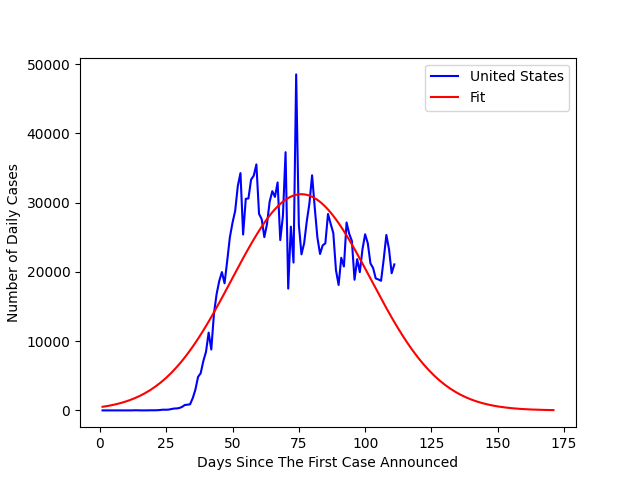 United States
Fit
50000
40000
30000
20000
10000
0
Number of Daily Cases
0 25 50 75 100 125 150 175
Days Since The First Case Announced